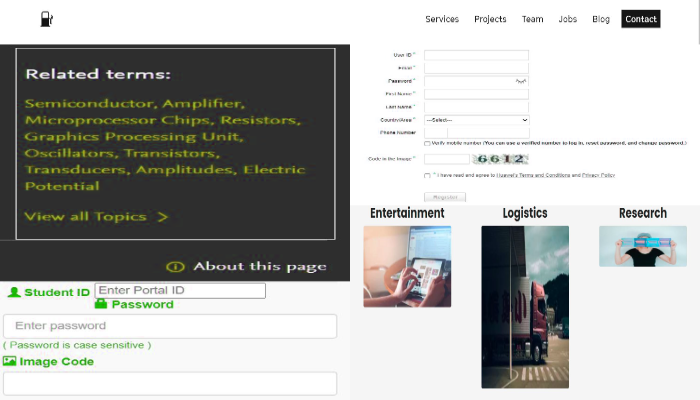 Services Projects Team Jobs Blog Contact
Related terms:
Semiconductor, Amplifier,
Microprocessor Chips, Resistors,
Graphics Processing Unit,
Oscillators, Transistors,
Transducers, Amplitudes, Electric
Potential
View all Topics >
About this page
Student ID Enter Portal ID
Password
Enter password
( Password is case sensitive )
Image Code
User ID *
Email *
Password *
First Name *
Last Name *
Country/Area * ---Select---
Phone Number
Verify mobile number (You can use a verified number to log in, reset password, and change password.)
Code in the Image * 6612
* I have read and agree to Huawei's Terms and Conditions and Privacy Policy
Register
Entertainment Logistics Research